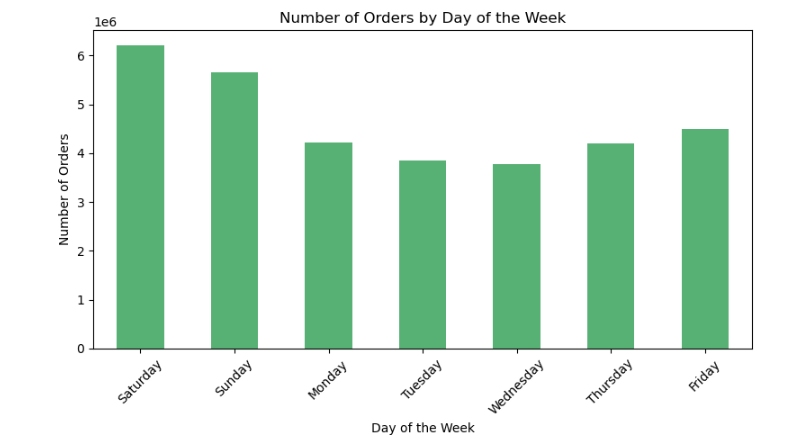 Number of Orders by Day of the Week
1e6
6
5
4
3
2
1
0
Number of Orders
Saturday
Sunday
Monday
Tuesday
Wednesday
Thursday
Friday
Day of the Week